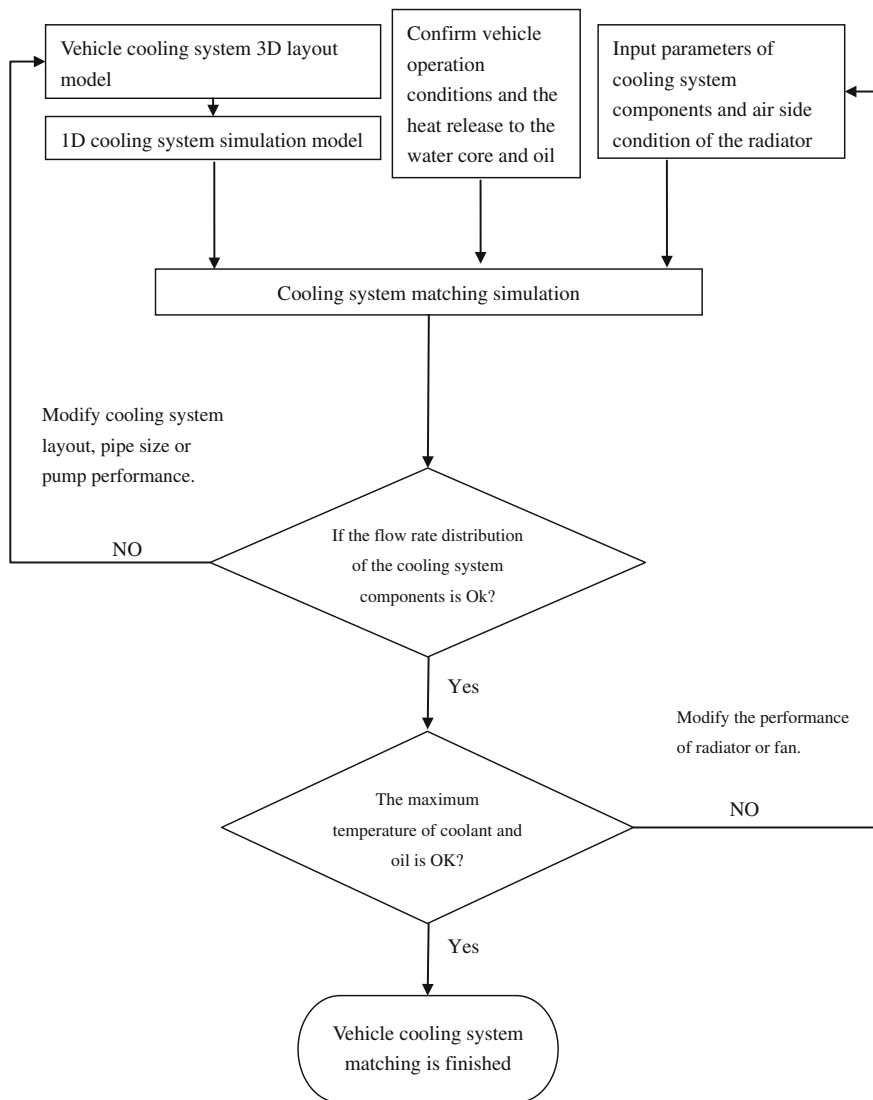 Vehicle cooling system 3D layout
model
1D cooling system simulation model
Confirm vehicle
operation
conditions and the
heat release to the
water core and oil
Input parameters of
cooling system
components and air side
condition of the radiator
Cooling system matching simulation
Modify cooling system
layout, pipe size or
pump performance.
NO
If the flow rate distribution
of the cooling system
components is Ok?
Yes
Modify the performance
of radiator or fan.
The maximum
temperature of coolant and
oil is OK?
NO
Yes
Vehicle cooling system
matching is finished